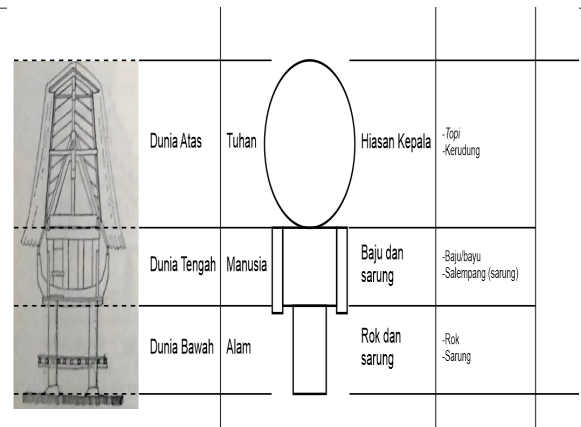 Dunia Atas
Tuhan
Hiasan Kepala
-Topi
-Kerudung
Dunia Tengah
Manusia
Baju dan
sarung
-Baju/bayu
-Salempang (sarung)
Dunia Bawah
Alam
Rok dan
sarung
-Rok
-Sarung